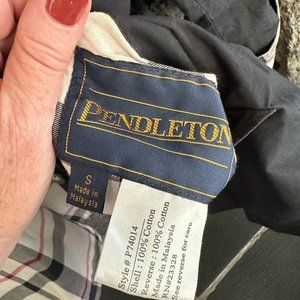 PENDLETON
S
Made in
Malaysia
Style # P74014
Shell : 100% Cotton
Reverse : 100% Cotton
Made in Malaysia
RN#23328
See reverse for care